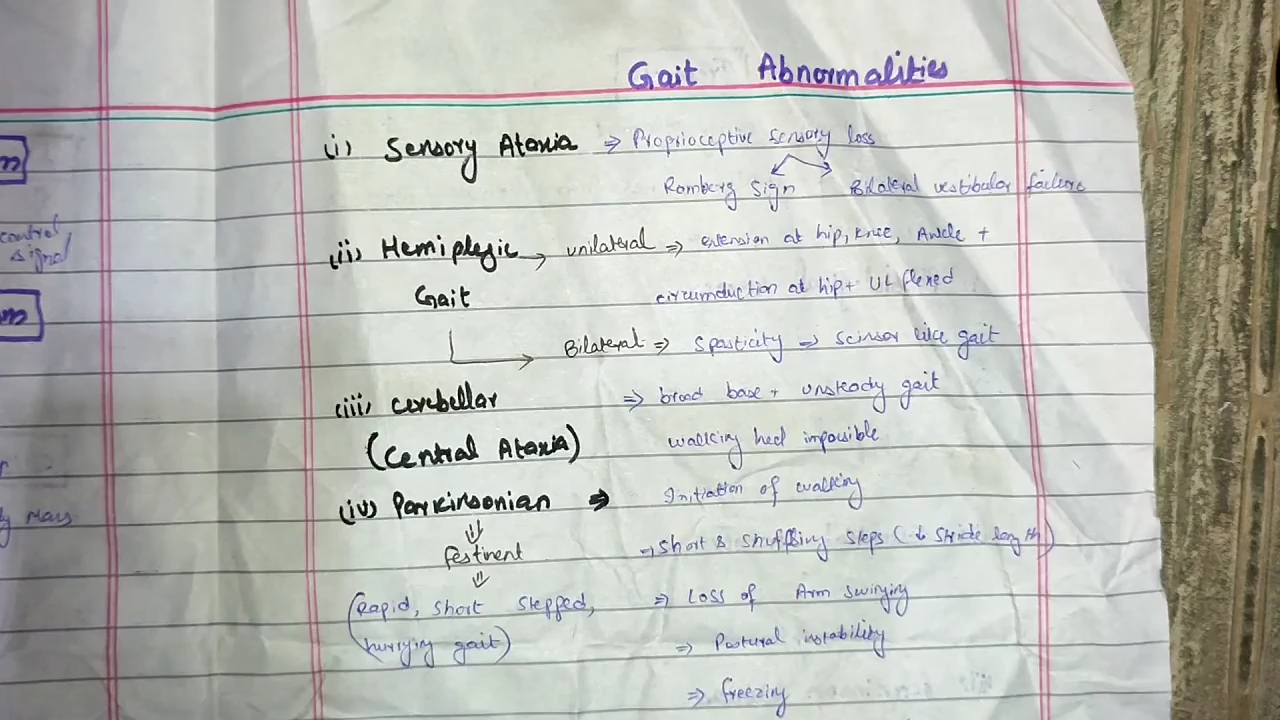 Gait Abnormalities
(i) Sensory Ataxia ⇒ Proprioceptive sensory loss
Romberg sign Bilateral vestibular failure
(ii) Hemiplegic → unilateral ⇒ extension at hip, knee, Ankle +
Gait circumduction at hip + UL flexed
→ Bilateral ⇒ Spasticity ⇒ scissor like gait
(iii) cerebellar ⇒ broad base + unsteady gait
(Central Ataxia) walking heel impossible
(iv) Parkinsonian ⇒ Initiation of walking
⇓
festinent ⇒ short & shuffling steps (↓ stride length)
⇓
(Rapid, short stepped, ⇒ Loss of Arm swinging
hurrying gait) ⇒ Postural instability
⇒ freezing
control
signal